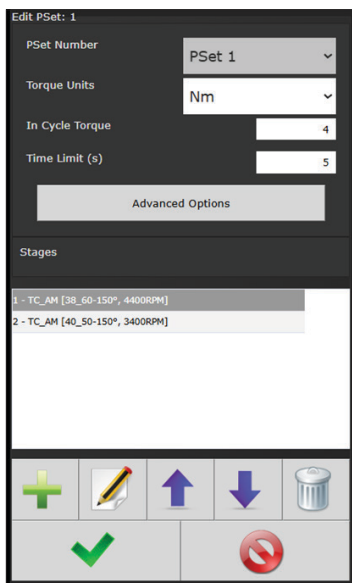 Edit PSet: 1
PSet Number
PSet 1
Torque Units
Nm
In Cycle Torque
4
Time Limit (s)
5
Advanced Options
Stages
1 - TC_AM [38_60-150°, 4400RPM]
2 - TC_AM [40_50-150°, 3400RPM]